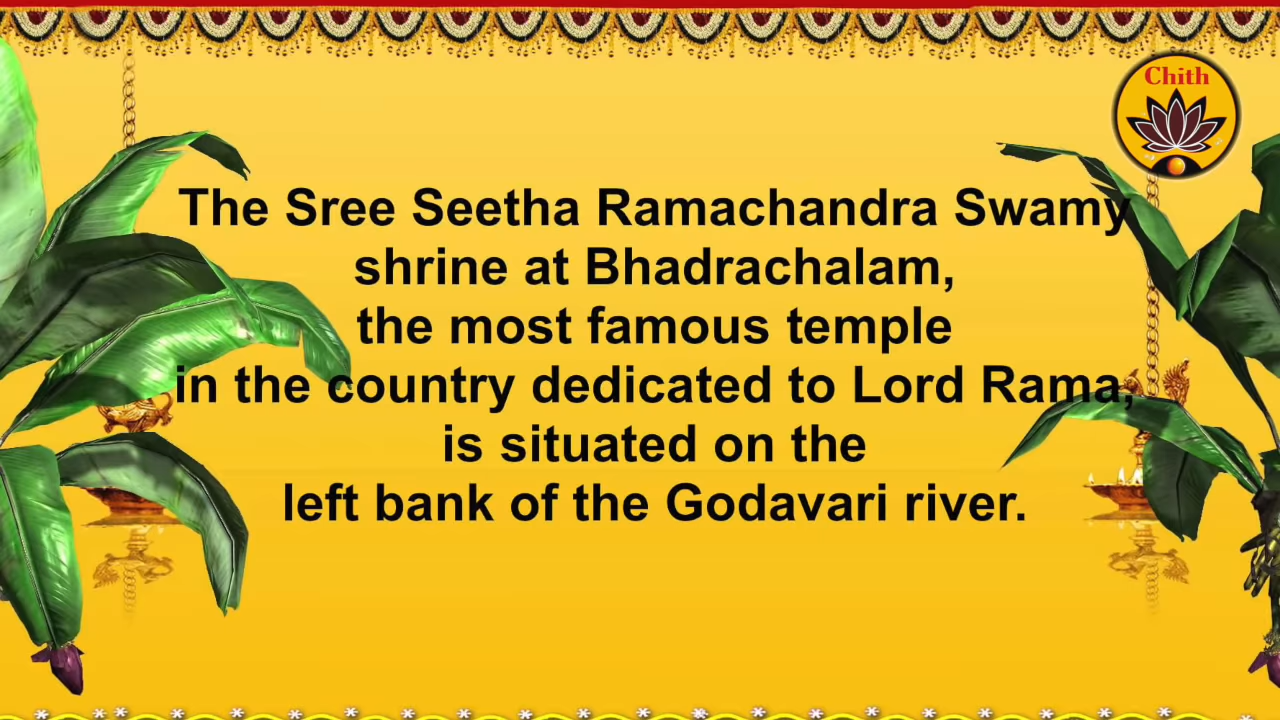 Chith
The Sree Seetha Ramachandra Swamy
shrine at Bhadrachalam,
the most famous temple
in the country dedicated to Lord Rama,
is situated on the
left bank of the Godavari river.